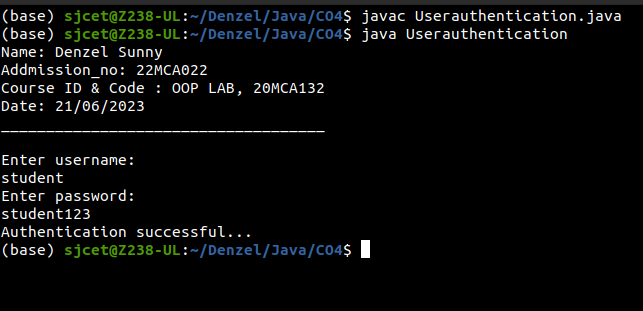 (base) sjcet@Z238-UL:~/Denzel/Java/CO4$ javac Userauthentication.java
(base) sjcet@Z238-UL:~/Denzel/Java/CO4$ java Userauthentication
Name: Denzel Sunny
Addmission_no: 22MCA022
Course ID & Code : OOP LAB, 20MCA132
Date: 21/06/2023
____________________________________
Enter username:
student
Enter password:
student123
Authentication successful...
(base) sjcet@Z238-UL:~/Denzel/Java/CO4$